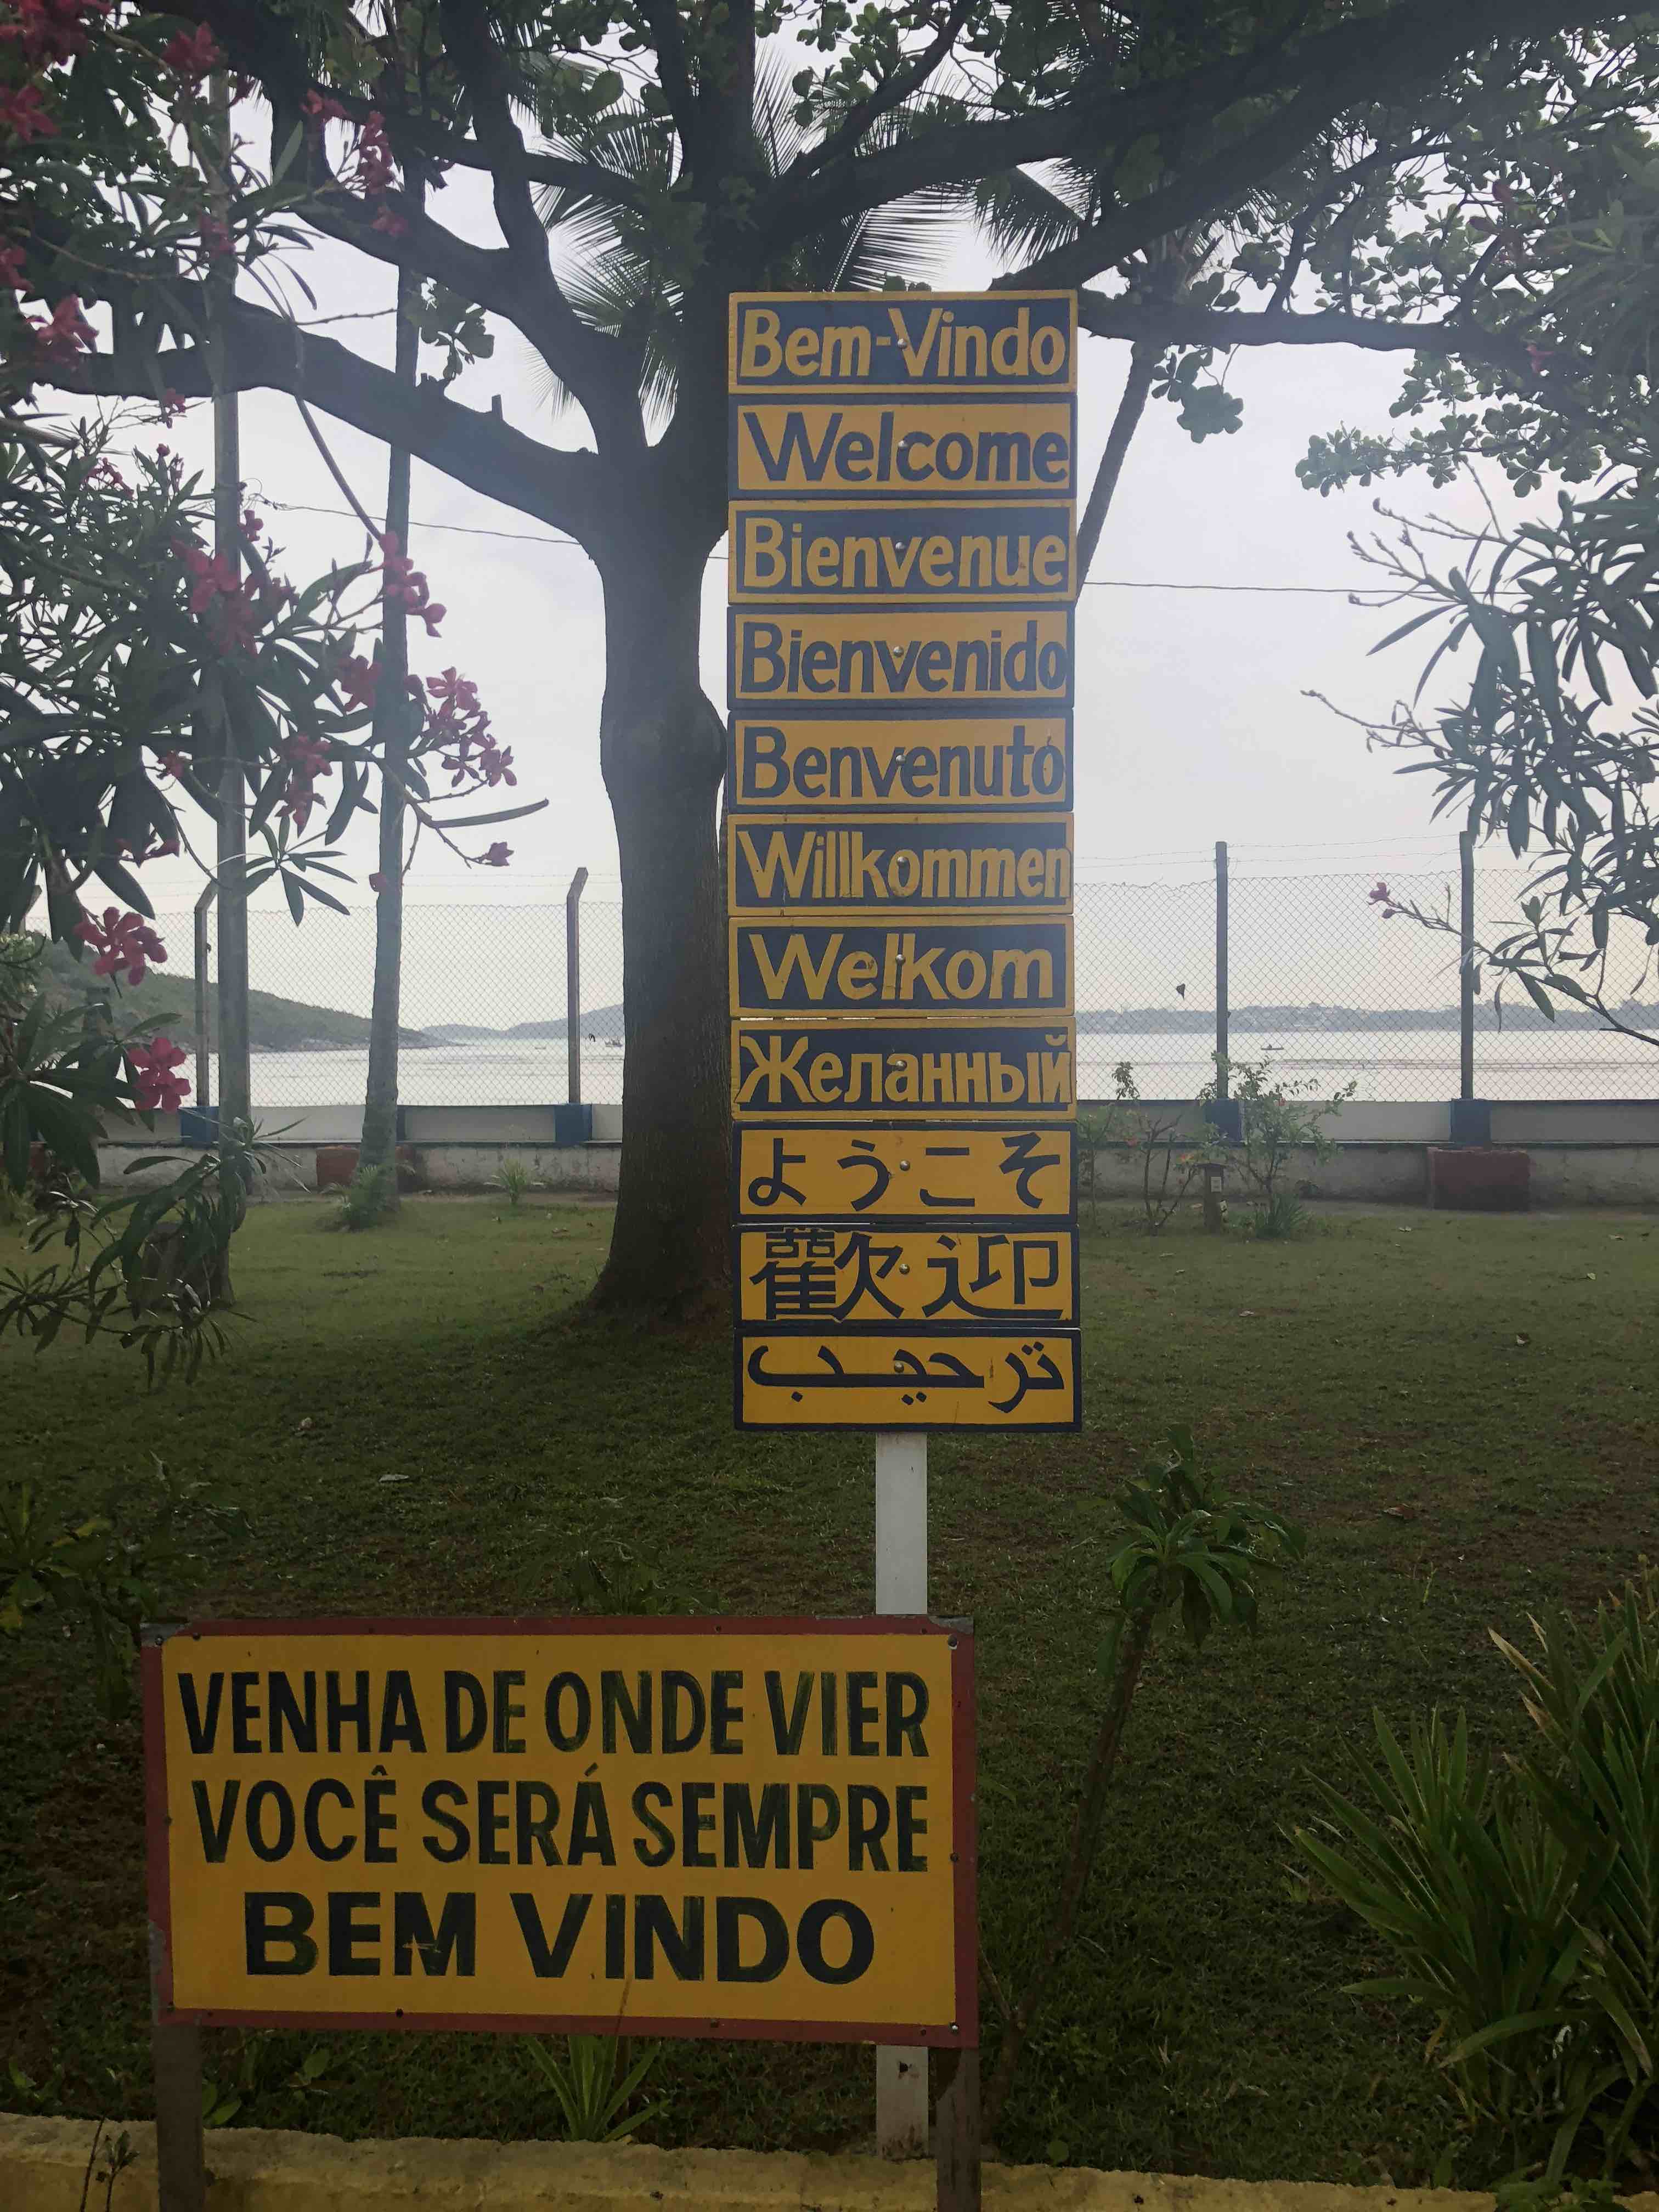 Bem-Vindo
Welcome
Bienvenue
Bienvenido
Benvenuto
Willkommen
Welkom
Желанный
ようこそ
歡迎
ترحيب
VENHA DE ONDE VIER
VOCÊ SERÁ SEMPRE
BEM VINDO